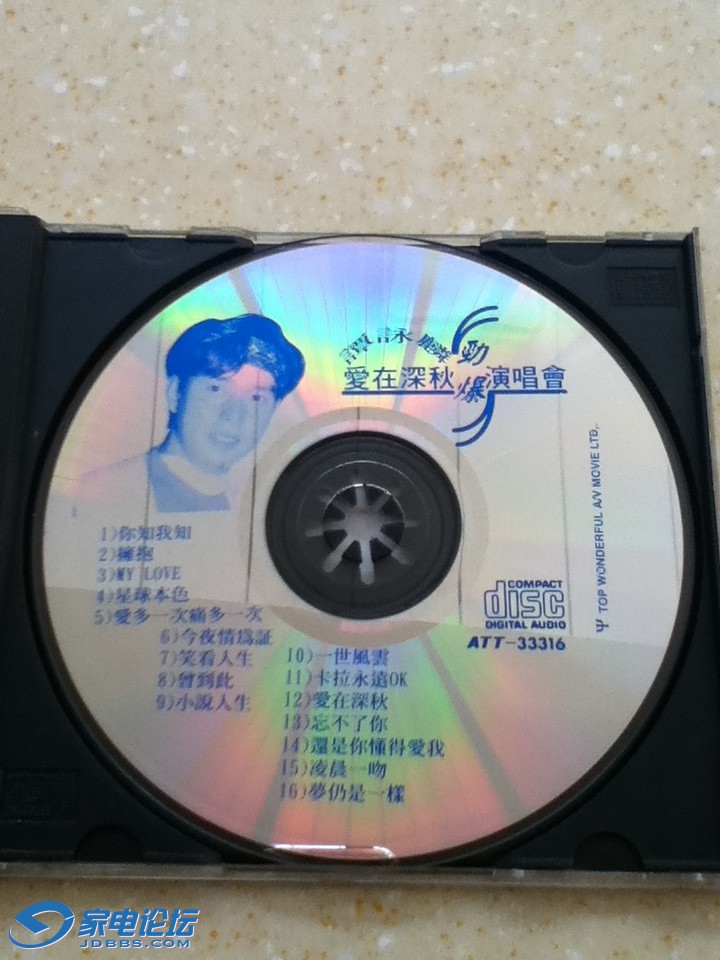 譚詠麟
勁爆
愛在深秋 演唱會
Ψ TOP WONDERFUL A/V MOVIE LTD.
1)你知我知
2)擁抱
3)MY LOVE
4)星球本色
5)愛多一次痛多一次
6)今夜情爲証
7)笑看人生
8)曾到此
9)小說人生
10)一世風雲
11)卡拉永遠OK
12)愛在深秋
13)忘不了你
14)還是你懂得愛我
15)凌晨一吻
16)夢仍是一樣
COMPACT
disc
DIGITAL AUDIO
ATT-33316
家电论坛
JDBBS.COM